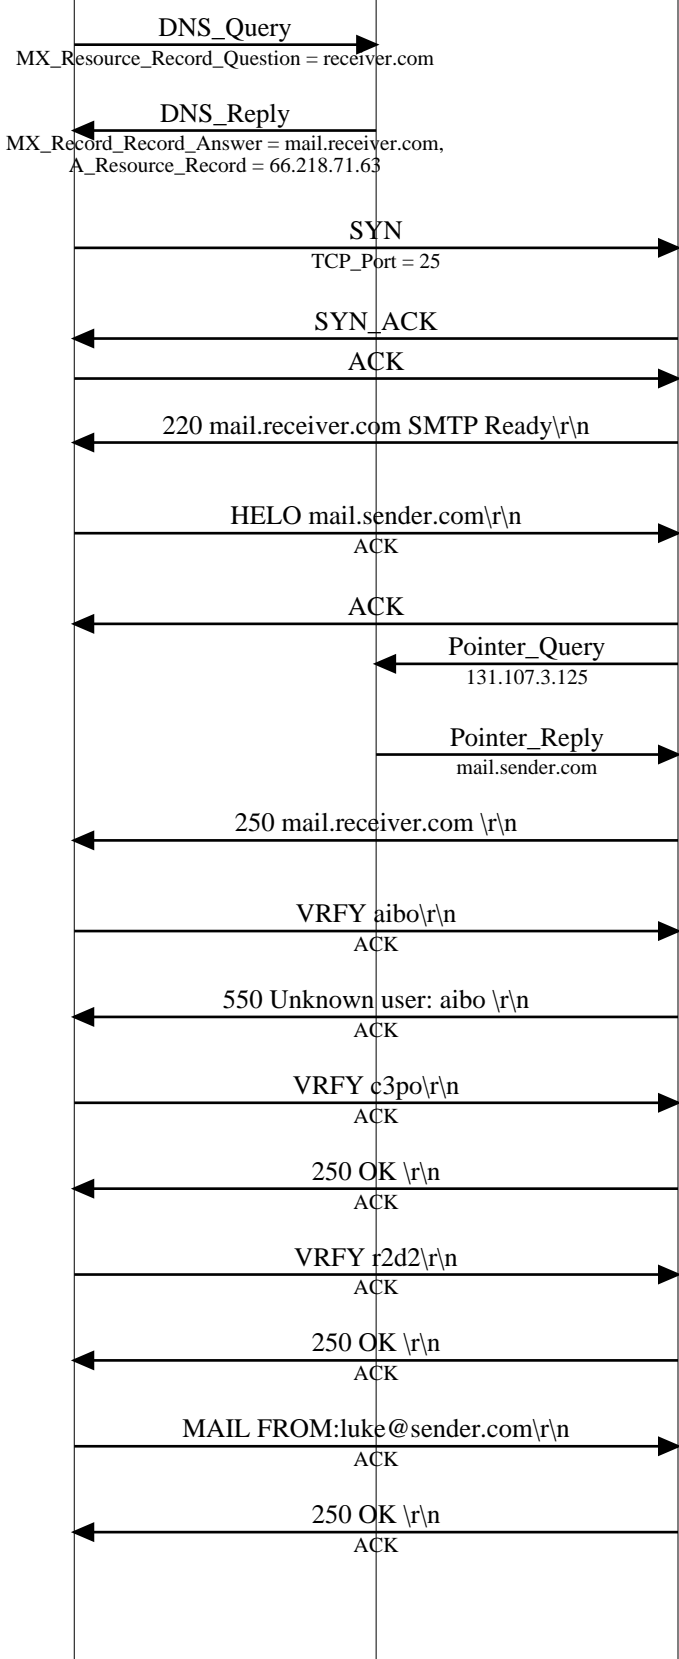 DNS_Query
MX_Resource_Record_Question = receiver.com
DNS_Reply
MX_Record_Record_Answer = mail.receiver.com,
A_Resource_Record = 66.218.71.63
SYN
TCP_Port = 25
SYN_ACK
ACK
220 mail.receiver.com SMTP Ready\r\n
HELO mail.sender.com\r\n
ACK
ACK
Pointer_Query
131.107.3.125
Pointer_Reply
mail.sender.com
250 mail.receiver.com \r\n
VRFY aibo\r\n
ACK
550 Unknown user: aibo \r\n
ACK
VRFY c3po\r\n
ACK
250 OK \r\n
ACK
VRFY r2d2\r\n
ACK
250 OK \r\n
ACK
MAIL FROM:luke@sender.com\r\n
ACK
250 OK \r\n
ACK